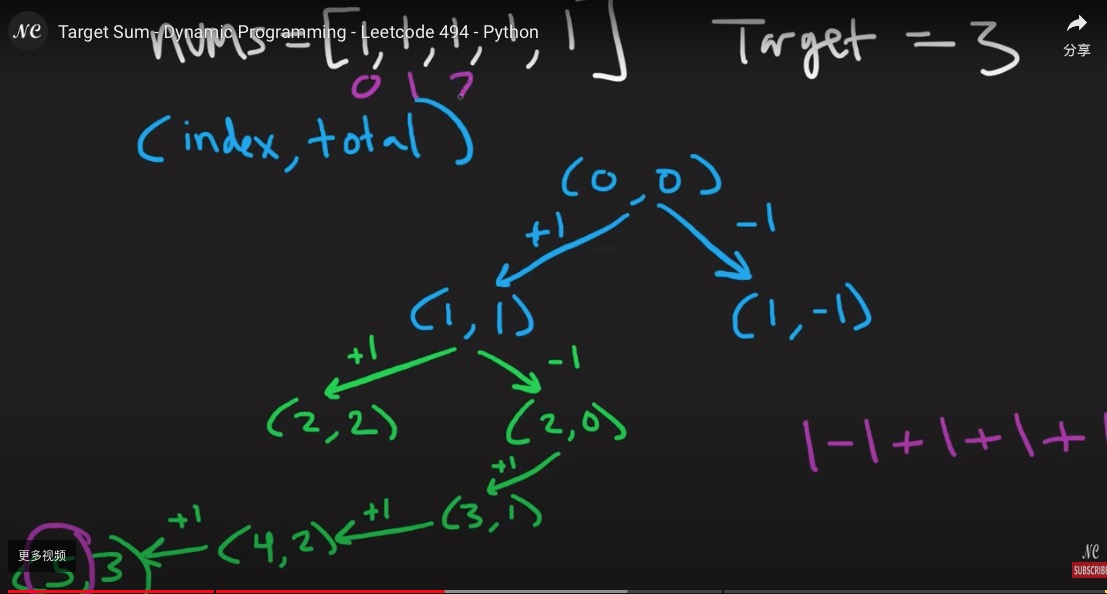 NC Target Sum - Dynamic Programming - Leetcode 494 - Python
分享
nums = [1, 1, 1, 1, 1] Target = 3
0 1 2
(index, total)
(0, 0)
+1 -1
(1, 1) (1, -1)
+1 -1
(2, 2) (2, 0)
1 - 1 + 1 + 1 + 1
+1
(3, 1)
+1 +1
(4, 2)
(5, 3)
更多视频
NC
SUBSCRIBE